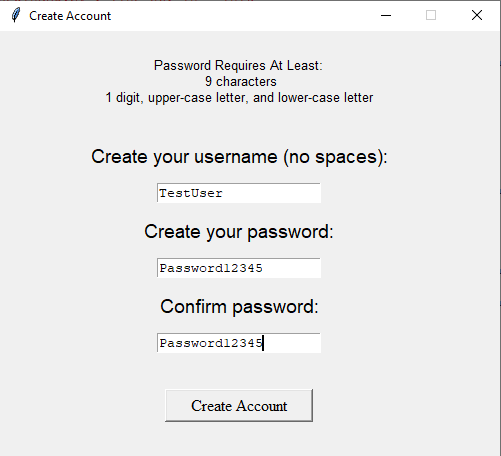 Create Account
Password Requires At Least:
9 characters
1 digit, upper-case letter, and lower-case letter
Create your username (no spaces):
TestUser
Create your password:
Password12345
Confirm password:
Password12345
Create Account